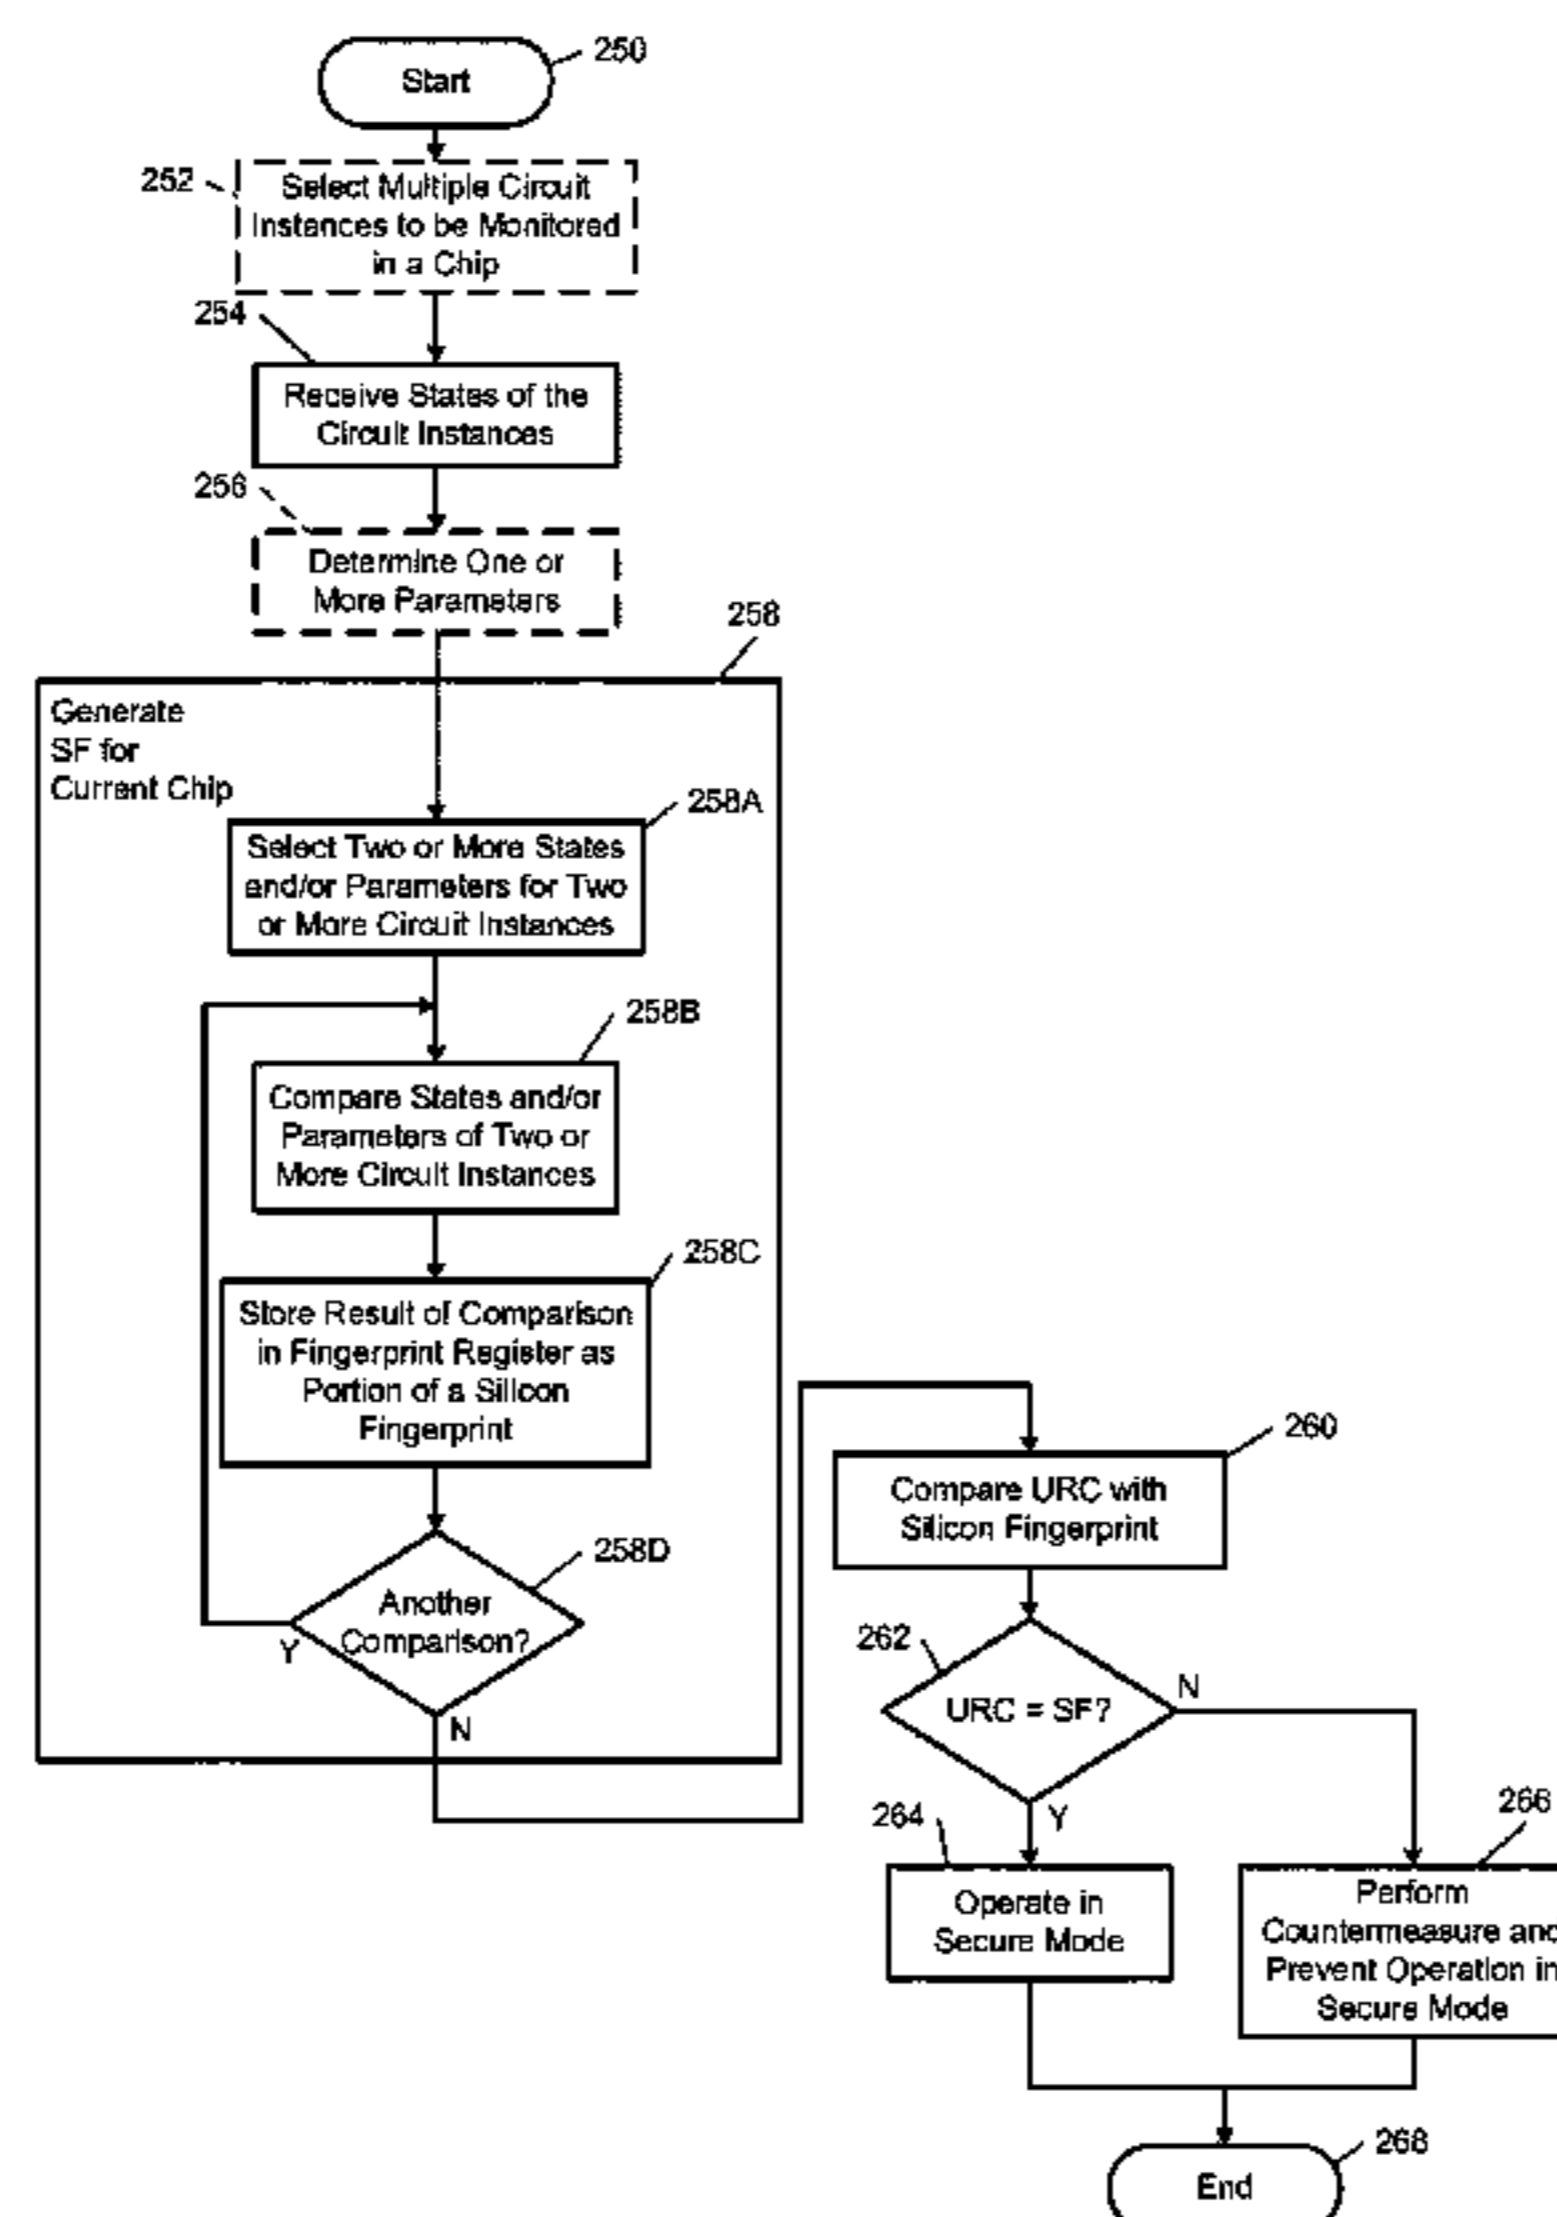 250
Start
252
Select Multiple Circuit
Instances to be Monitored
in a Chip
254
Receive States of the
Circuit Instances
256
Determine One or
More Parameters
258
Generate
SF for
Current Chip
258A
Select Two or More States
and/or Parameters for Two
or More Circuit Instances
258B
Compare States and/or
Parameters of Two or
More Circuit Instances
258C
Store Result of Comparison
in Fingerprint Register as
Portion of a Silicon
Fingerprint
258D
Another
Comparison?
Y
N
260
Compare URC with
Silicon Fingerprint
262
URC = SF?
N
Y
264
Operate in
Secure Mode
266
Perform
Countermeasure and
Prevent Operation in
Secure Mode
268
End